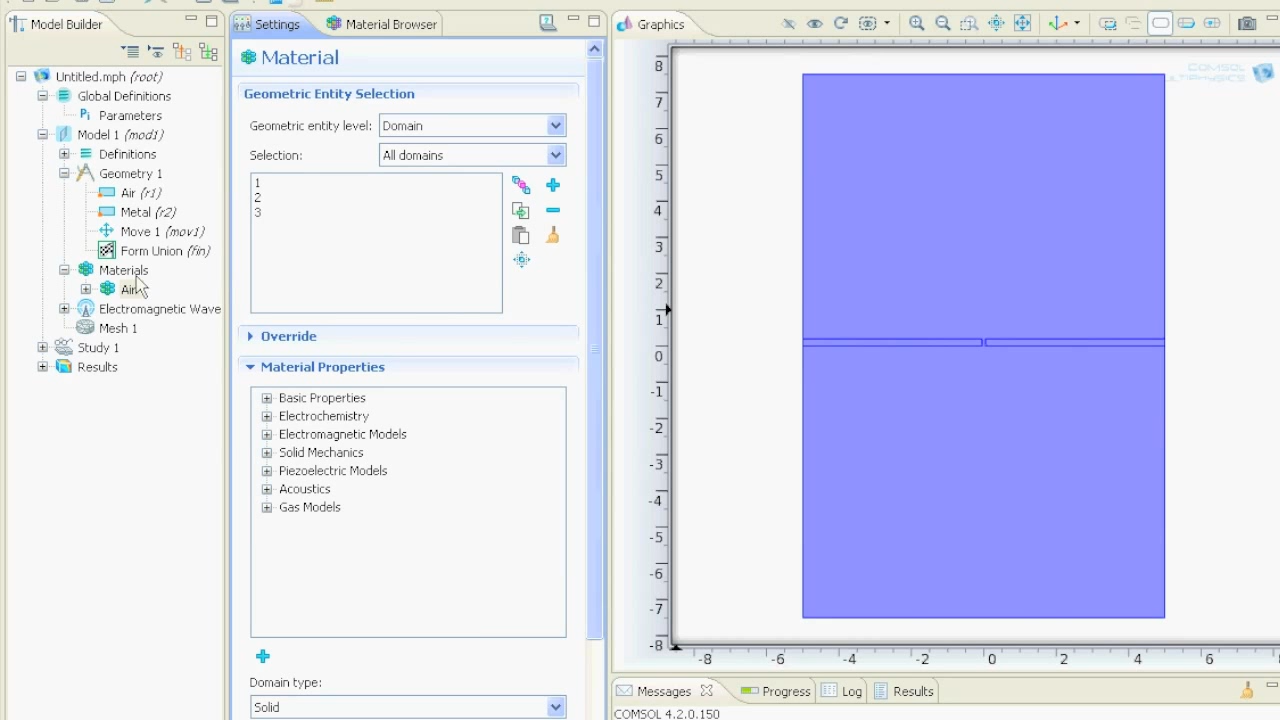 Model Builder
Untitled.mph (root)
Global Definitions
Pi Parameters
Model 1 (mod1)
Definitions
Geometry 1
Air (r1)
Metal (r2)
Move 1 (mov1)
Form Union (fin)
Materials
Air
Electromagnetic Wave
Mesh 1
Study 1
Results
Settings
Material Browser
Material
Geometric Entity Selection
Geometric entity level:
Domain
Selection:
All domains
1
2
3
Override
Material Properties
Basic Properties
Electrochemistry
Electromagnetic Models
Solid Mechanics
Piezoelectric Models
Acoustics
Gas Models
Domain type:
Solid
Graphics
COMSOL
MULTIPHYSICS
8
7
6
5
4
3
2
1
0
-1
-2
-3
-4
-5
-6
-7
-8
-8 -6 -4 -2 0 2 4 6
Messages
Progress
Log
Results
COMSOL 4.2.0.150